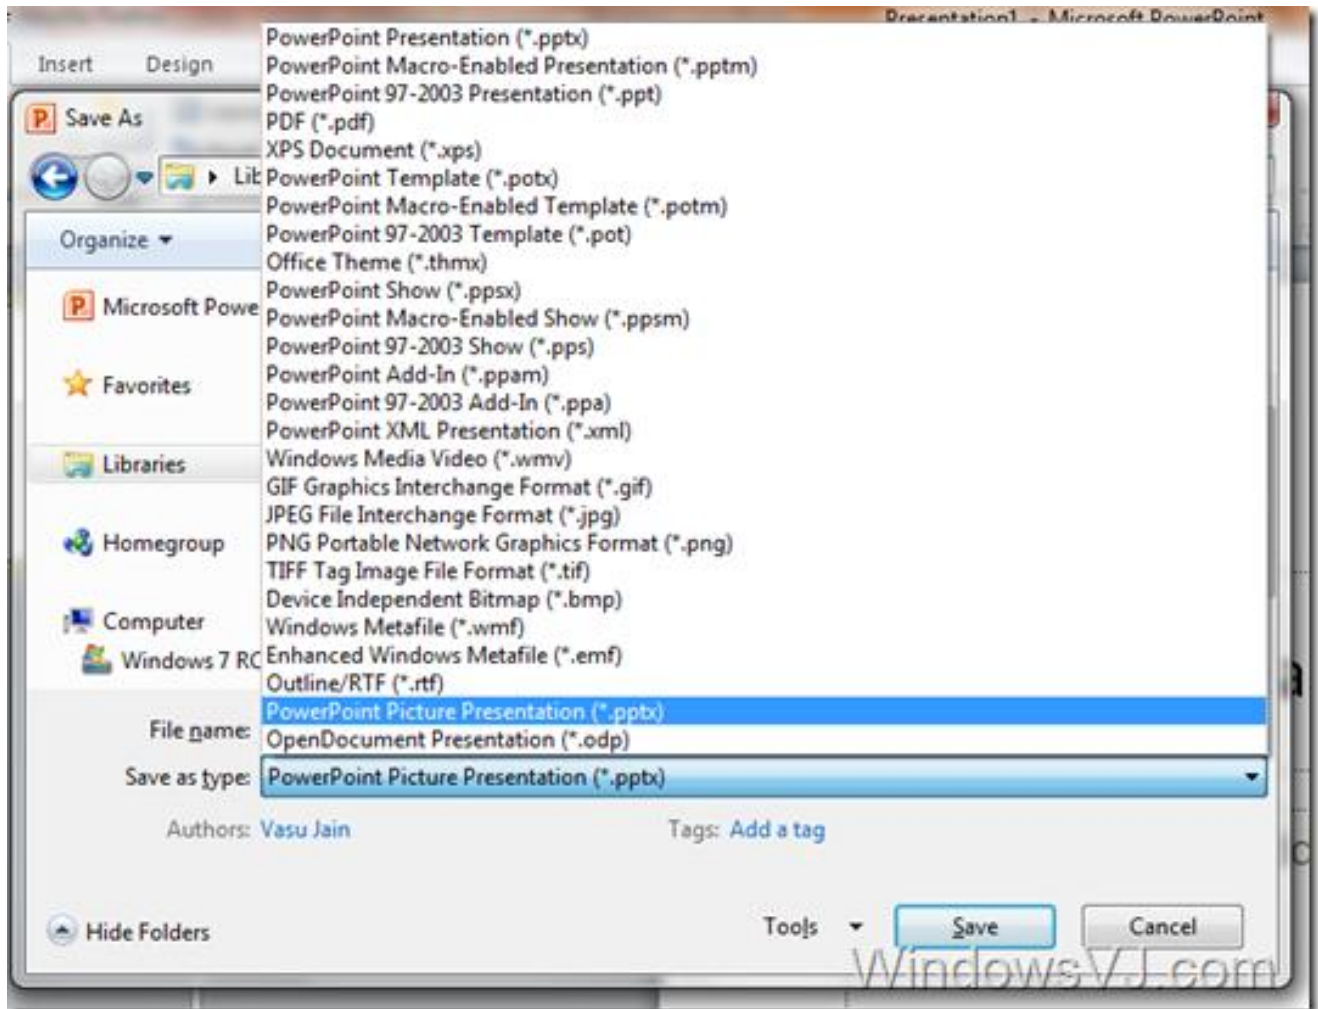 Presentation1 - Microsoft PowerPoint
Insert Design
Save As
Lib
Organize
Microsoft Powe
Favorites
Libraries
Homegroup
Computer
Windows 7 RC
PowerPoint Presentation (*.pptx)
PowerPoint Macro-Enabled Presentation (*.pptm)
PowerPoint 97-2003 Presentation (*.ppt)
PDF (*.pdf)
XPS Document (*.xps)
PowerPoint Template (*.potx)
PowerPoint Macro-Enabled Template (*.potm)
PowerPoint 97-2003 Template (*.pot)
Office Theme (*.thmx)
PowerPoint Show (*.ppsx)
PowerPoint Macro-Enabled Show (*.ppsm)
PowerPoint 97-2003 Show (*.pps)
PowerPoint Add-In (*.ppam)
PowerPoint 97-2003 Add-In (*.ppa)
PowerPoint XML Presentation (*.xml)
Windows Media Video (*.wmv)
GIF Graphics Interchange Format (*.gif)
JPEG File Interchange Format (*.jpg)
PNG Portable Network Graphics Format (*.png)
TIFF Tag Image File Format (*.tif)
Device Independent Bitmap (*.bmp)
Windows Metafile (*.wmf)
Enhanced Windows Metafile (*.emf)
Outline/RTF (*.rtf)
PowerPoint Picture Presentation (*.pptx)
OpenDocument Presentation (*.odp)
File name:
Save as type: PowerPoint Picture Presentation (*.pptx)
Authors: Vasu Jain Tags: Add a tag
Hide Folders Tools Save Cancel
WindowsVJ.com